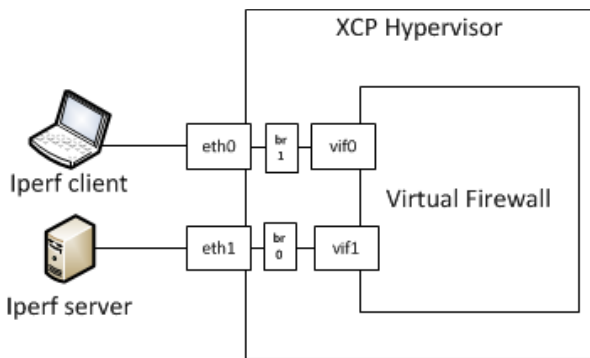 XCP Hypervisor
eth0
br
1
vif0
Iperf client
Virtual Firewall
eth1
br
0
vif1
Iperf server